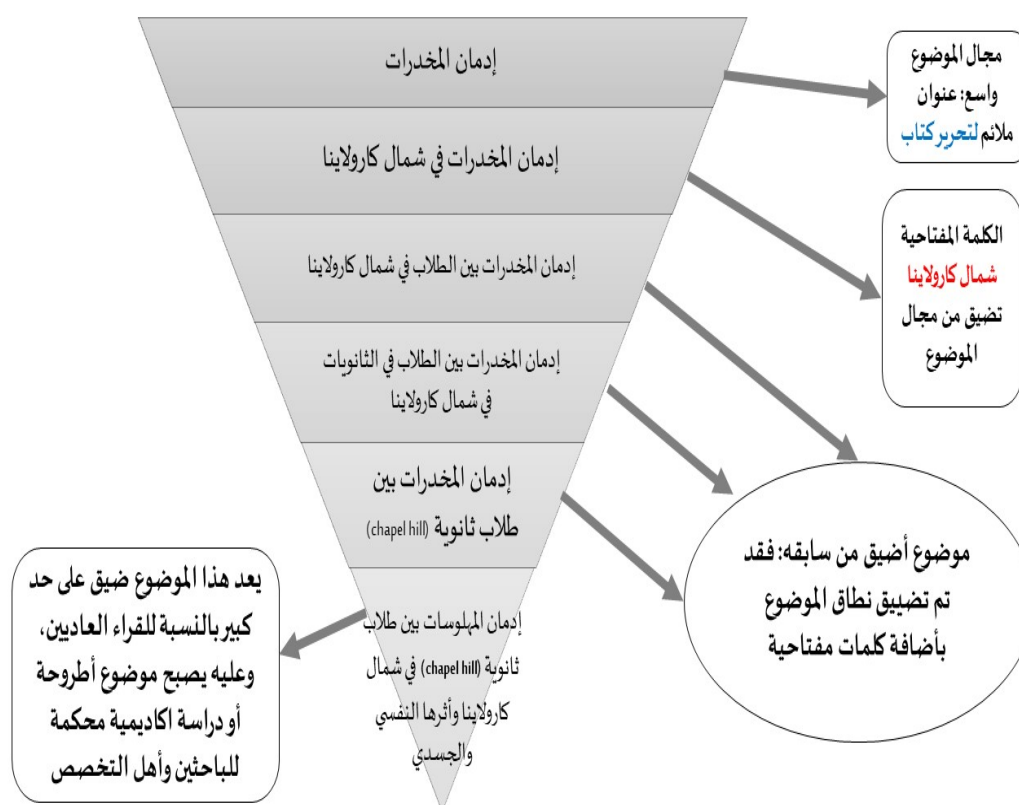 إدمان المخدرات
إدمان المخدرات في شمال كارولاينا
إدمان المخدرات بين الطلاب في شمال كارولاينا
إدمان المخدرات بين الطلاب في الثانويات
في شمال كارولاينا
إدمان المخدرات بين
طلاب ثانوية (chapel hill)
إدمان المهلوسات بين طلاب
ثانوية (chapel hill) في شمال
كارولاينا وأثرها النفسي
والجسدي
مجال الموضوع
واسع: عنوان
ملائم لتحرير كتاب
الكلمة المفتاحية
شمال كارولاينا
تضيق من مجال
الموضوع
موضوع أضيق من سابقه: فقد
تم تضييق نطاق الموضوع
بأضافة كلمات مفتاحية
يعد هذا الموضوع ضيق على حد
كبير بالنسبة للقراء العاديين،
وعليه يصبح موضوع أطروحة
أو دراسة اكاديمية محكمة
للباحثين وأهل التخصص